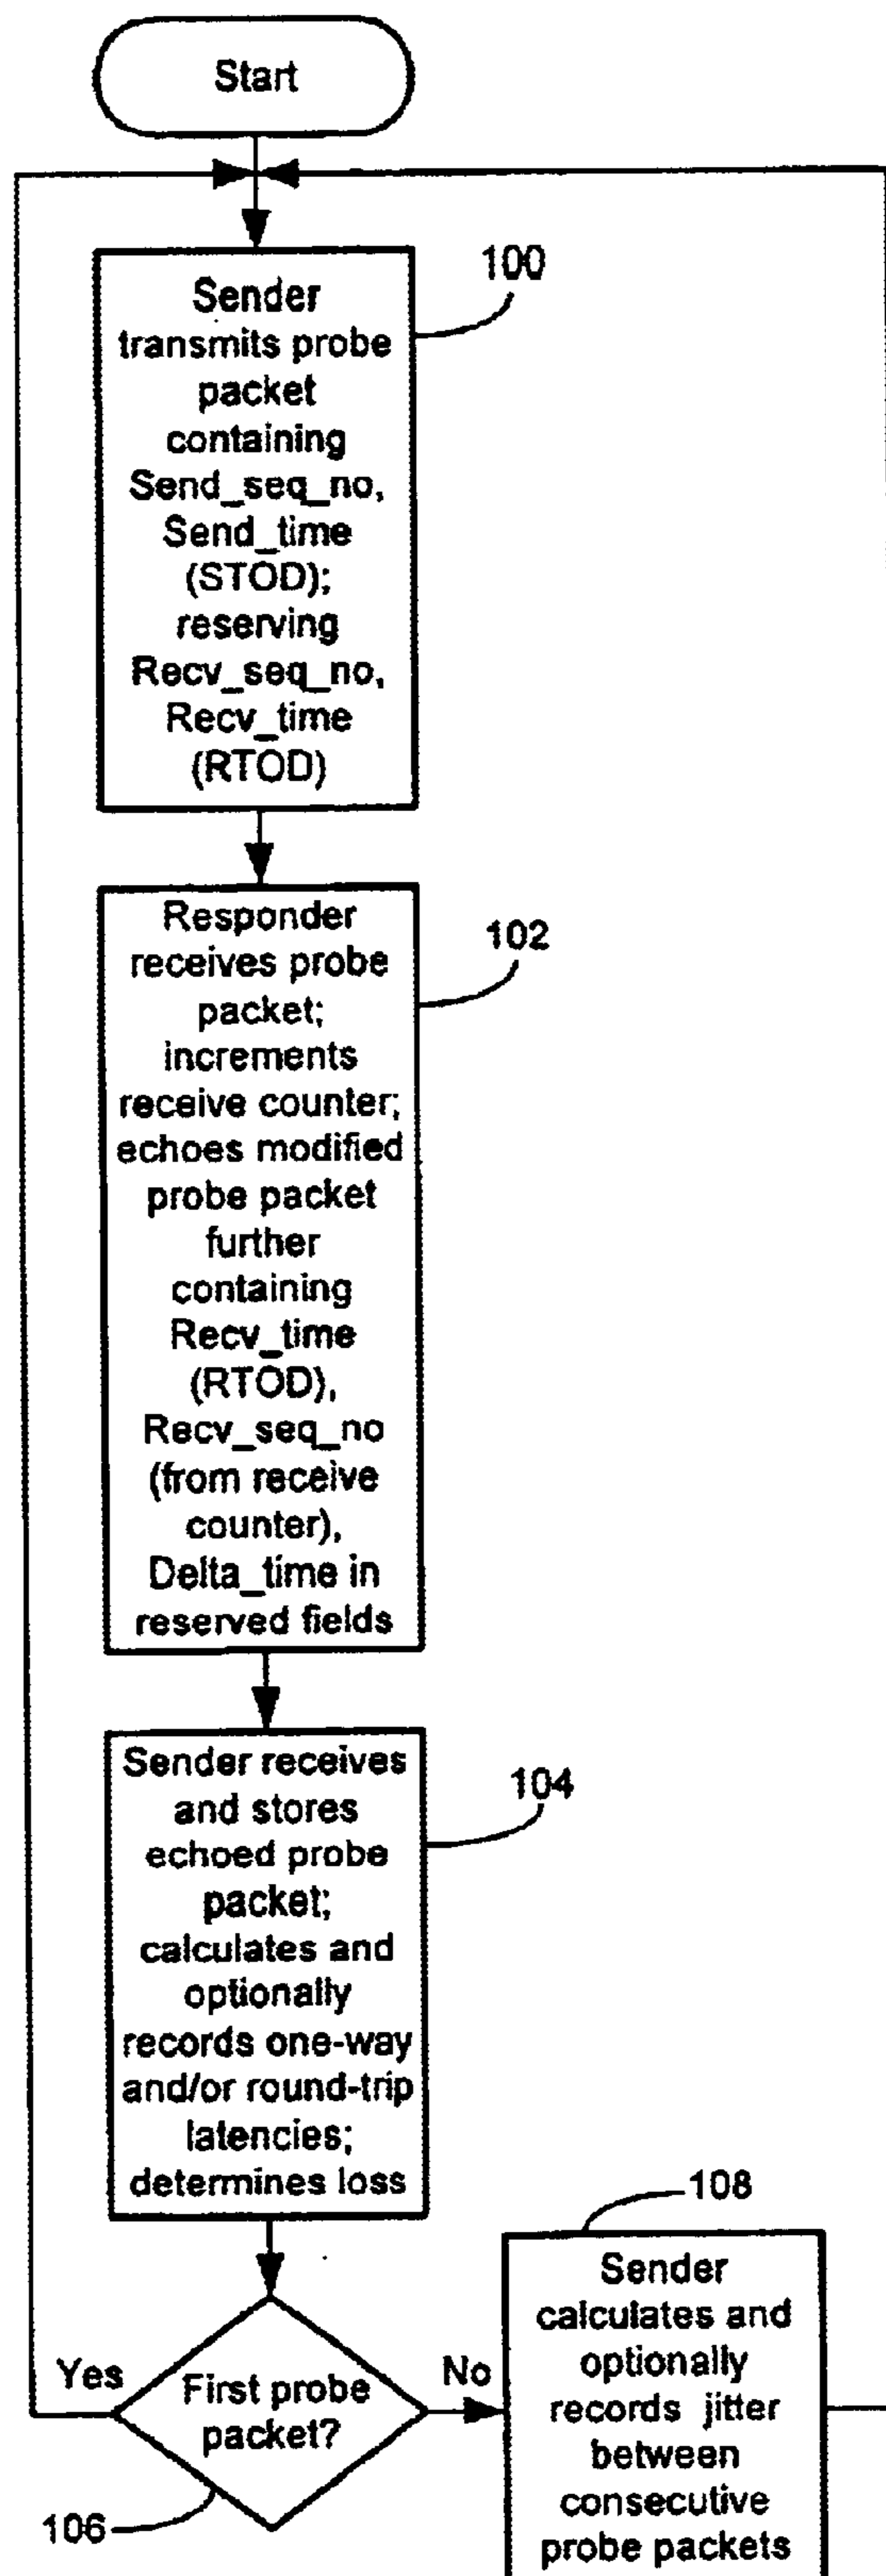 Start
100
Sender
transmits probe
packet
containing
Send_seq_no,
Send_time
(STOD);
reserving
Recv_seq_no,
Recv_time
(RTOD)
102
Responder
receives probe
packet;
increments
receive counter;
echoes modified
probe packet
further
containing
Recv_time
(RTOD),
Recv_seq_no
(from receive
counter),
Delta_time in
reserved fields
104
Sender receives
and stores
echoed probe
packet;
calculates and
optionally
records one-way
and/or round-trip
latencies;
determines loss
106
First probe
packet?
Yes
No
108
Sender
calculates and
optionally
records jitter
between
consecutive
probe packets